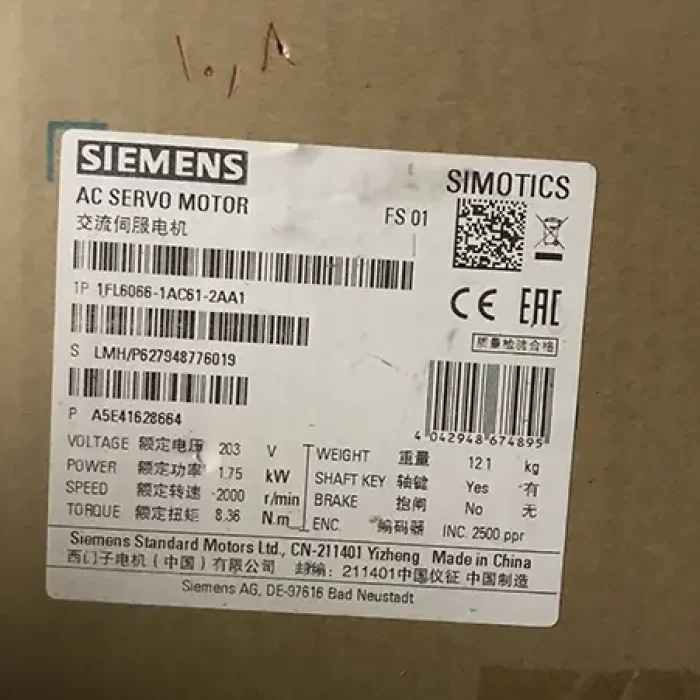 SIEMENS
SIMOTICS
AC SERVO MOTOR
FS 01
交流伺服电机
1P 1FL6066-1AC61-2AA1
CE EAC
质量检验合格
S LMH/P627948776019
P A5E41628664
4 042948 674895
VOLTAGE 额定电压 203 V
POWER 额定功率 1.75 kW
SPEED 额定转速 2000 r/min
TORQUE 额定扭矩 8.36 N.m
WEIGHT 重量 12.1 kg
SHAFT KEY 轴键 Yes 有
BRAKE 抱闸 No 无
ENC. 编码器 INC. 2500 ppr
Siemens Standard Motors Ltd., CN-211401 Yizheng Made in China
西门子电机(中国)有限公司 邮编: 211401中国仪征 中国制造
Siemens AG, DE-97616 Bad Neustadt